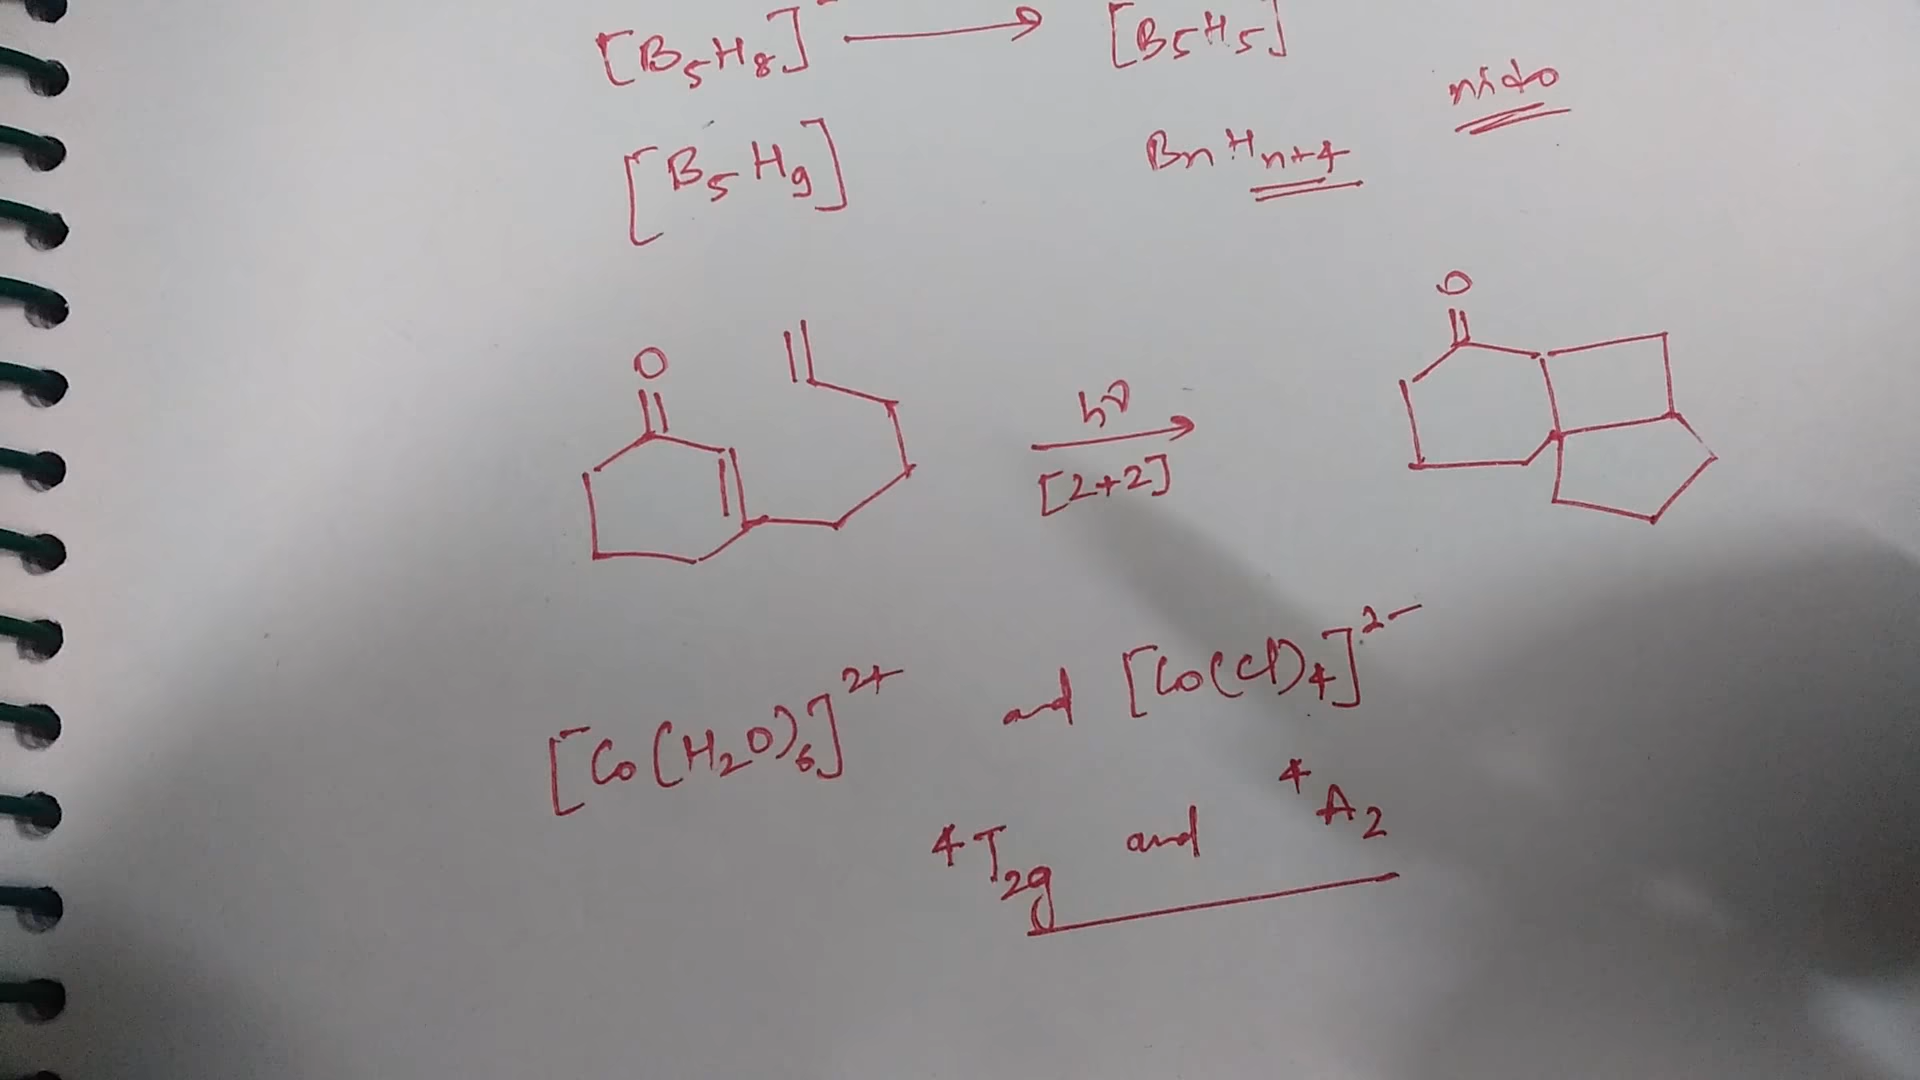 [B₅H₈]⁻ ⟶ [B₅H₅]
nido
[B₅H₉] BnHn+4
O O
hν
[2+2]
[Co(H₂O)₆]²⁺ and [Co(Cl)₄]²⁻
⁴T₂g and ⁴A₂